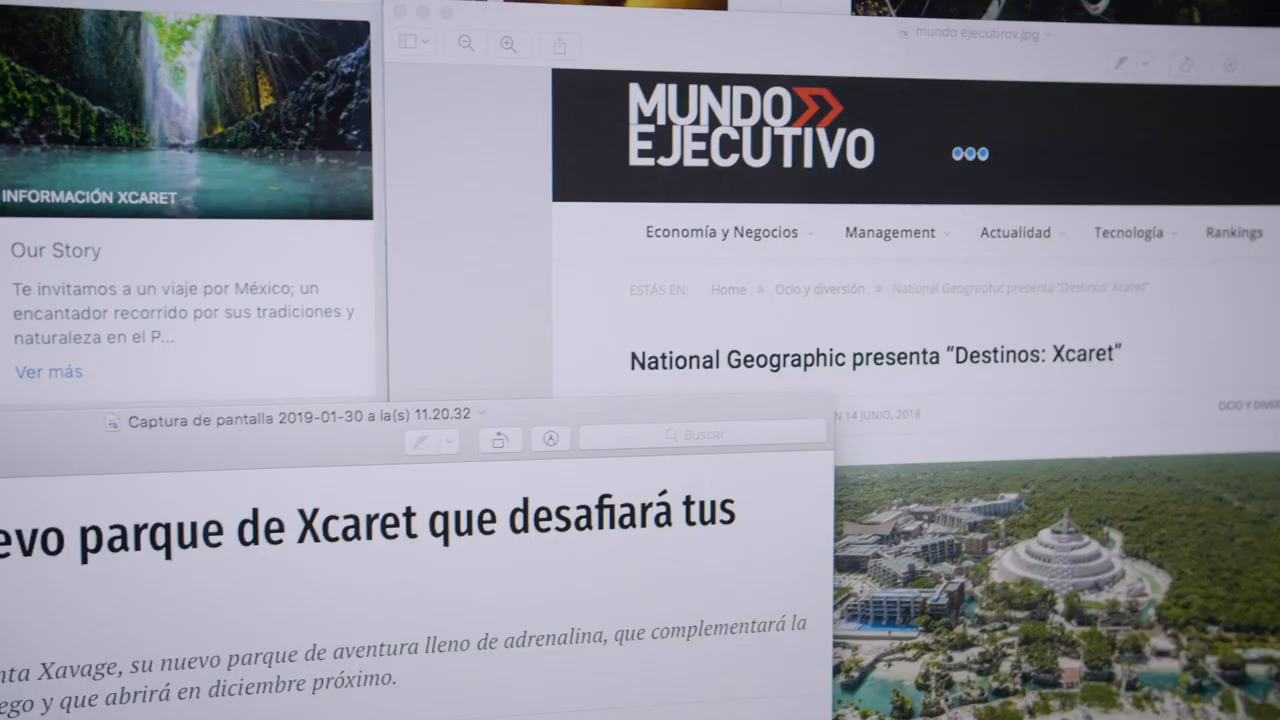 INFORMACIÓN XCARET
Our Story
Te invitamos a un viaje por México; un
encantador recorrido por sus tradiciones y
naturaleza en el P...
Ver más
mundo ejecutirov.jpg
MUNDO
EJECUTIVO
Economía y Negocios Management Actualidad Tecnología Rankings
ESTÁS EN: Home » Ocio y diversión » National Geographic presenta “Destinos: Xcaret”
National Geographic presenta “Destinos: Xcaret”
N 14 JUNIO, 2018
OCIO Y DIVER
Captura de pantalla 2019-01-30 a la(s) 11.20.32
Buscar
evo parque de Xcaret que desafiará tus
nta Xavage, su nuevo parque de aventura lleno de adrenalina, que complementará la
ego y que abrirá en diciembre próximo.